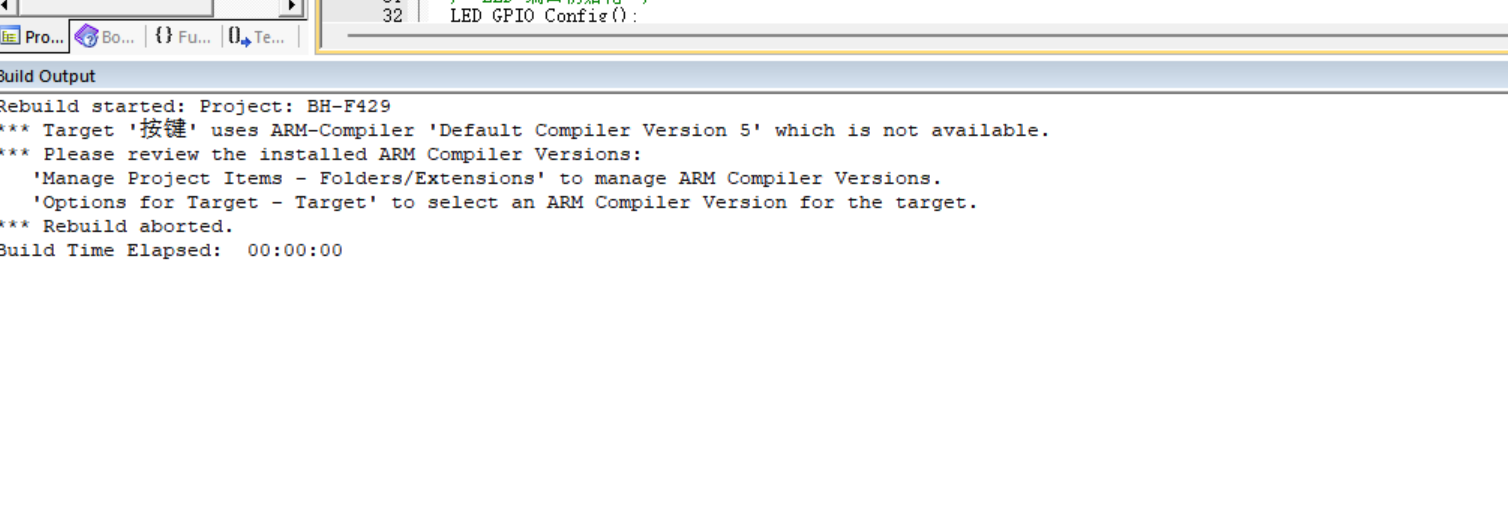 32 LED GPIO Config();
Pro... Bo... {} Fu... Te...
Build Output
Rebuild started: Project: BH-F429
*** Target '按键' uses ARM-Compiler 'Default Compiler Version 5' which is not available.
*** Please review the installed ARM Compiler Versions:
'Manage Project Items - Folders/Extensions' to manage ARM Compiler Versions.
'Options for Target - Target' to select an ARM Compiler Version for the target.
*** Rebuild aborted.
Build Time Elapsed:  00:00:00